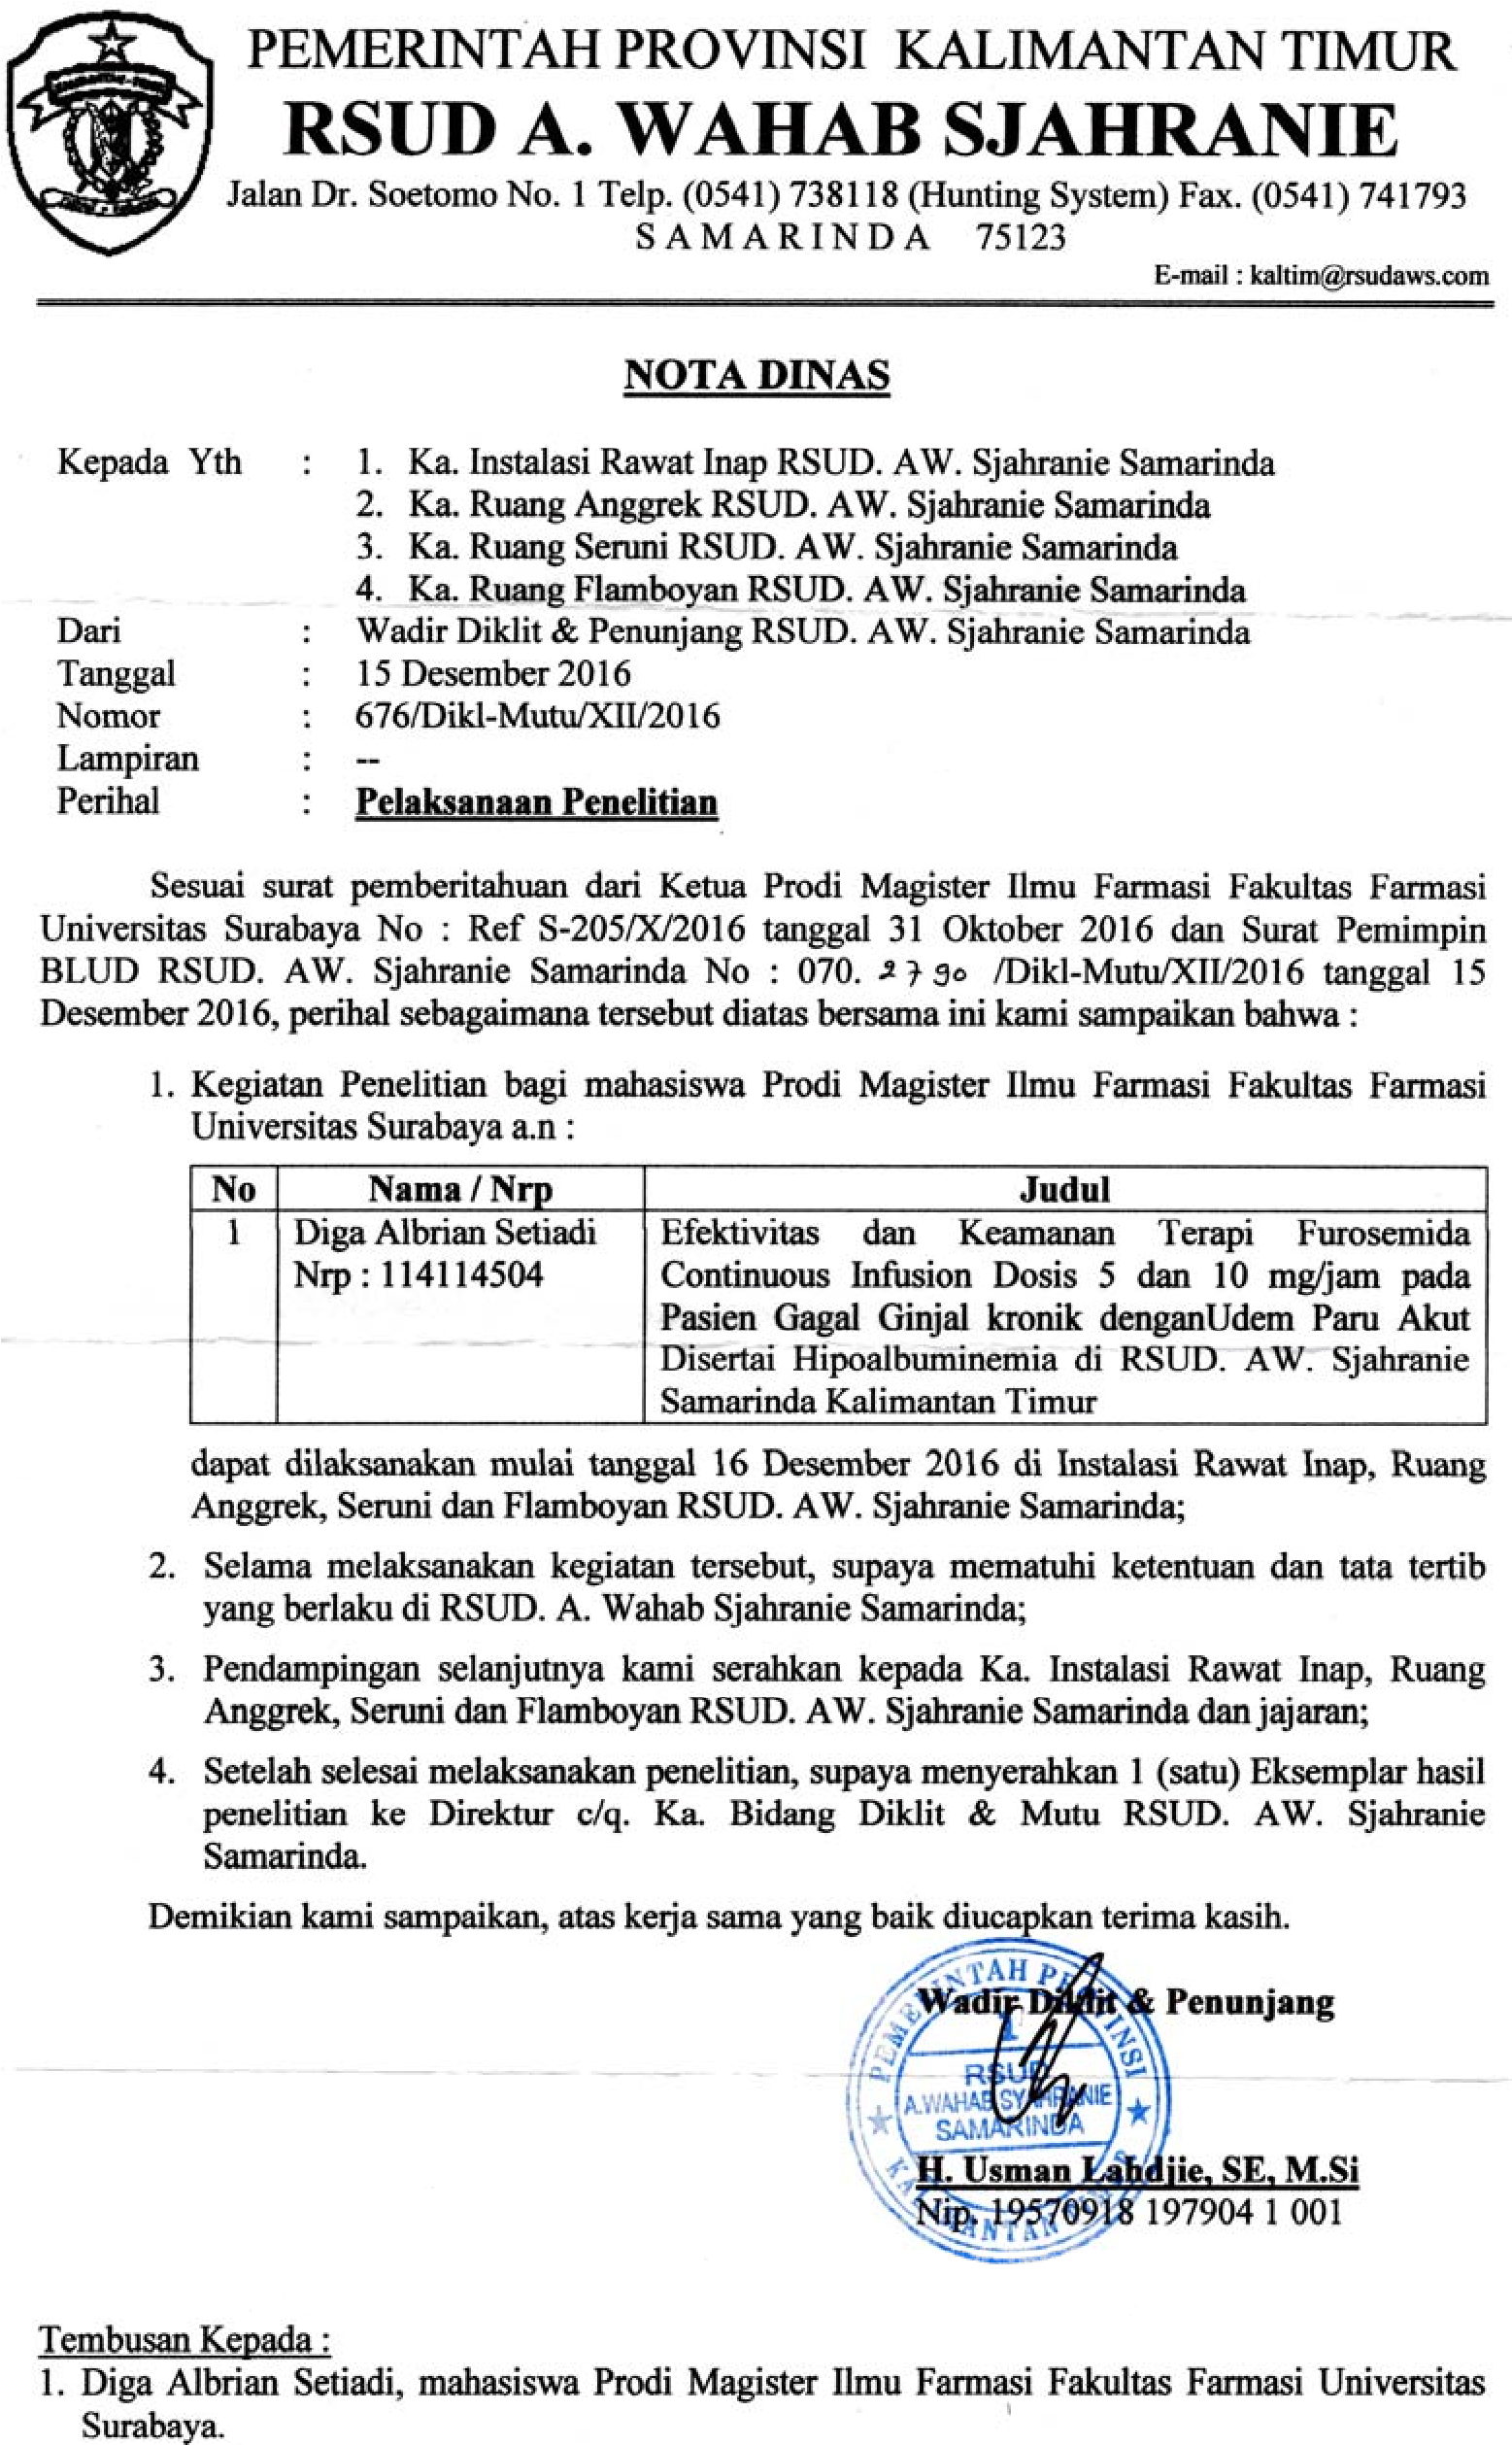 PEMERINTAH PROVINSI KALIMANTAN TIMUR
RSUD A. WAHAB SJAHRANIE
Jalan Dr. Soetomo No. 1 Telp. (0541) 738118 (Hunting System) Fax. (0541) 741793
SAMARINDA 75123
E-mail : kaltim@rsudaws.com
NOTA DINAS
Kepada Yth : 1. Ka. Instalasi Rawat Inap RSUD. AW. Sjahranie Samarinda
2. Ka. Ruang Anggrek RSUD. AW. Sjahranie Samarinda
3. Ka. Ruang Seruni RSUD. AW. Sjahranie Samarinda
4. Ka. Ruang Flamboyan RSUD. AW. Sjahranie Samarinda
Dari : Wadir Diklit & Penunjang RSUD. AW. Sjahranie Samarinda
Tanggal : 15 Desember 2016
Nomor : 676/Dikl-Mutu/XII/2016
Lampiran : --
Perihal : Pelaksanaan Penelitian
Sesuai surat pemberitahuan dari Ketua Prodi Magister Ilmu Farmasi Fakultas Farmasi
Universitas Surabaya No : Ref S-205/X/2016 tanggal 31 Oktober 2016 dan Surat Pemimpin
BLUD RSUD. AW. Sjahranie Samarinda No : 070. 2790 /Dikl-Mutu/XII/2016 tanggal 15
Desember 2016, perihal sebagaimana tersebut diatas bersama ini kami sampaikan bahwa :
1. Kegiatan Penelitian bagi mahasiswa Prodi Magister Ilmu Farmasi Fakultas Farmasi
Universitas Surabaya a.n :
No Nama / Nrp Judul
1 Diga Albrian Setiadi Efektivitas dan Keamanan Terapi Furosemida
Nrp : 114114504 Continuous Infusion Dosis 5 dan 10 mg/jam pada
Pasien Gagal Ginjal kronik denganUdem Paru Akut
Disertai Hipoalbuminemia di RSUD. AW. Sjahranie
Samarinda Kalimantan Timur
dapat dilaksanakan mulai tanggal 16 Desember 2016 di Instalasi Rawat Inap, Ruang
Anggrek, Seruni dan Flamboyan RSUD. AW. Sjahranie Samarinda;
2. Selama melaksanakan kegiatan tersebut, supaya mematuhi ketentuan dan tata tertib
yang berlaku di RSUD. A. Wahab Sjahranie Samarinda;
3. Pendampingan selanjutnya kami serahkan kepada Ka. Instalasi Rawat Inap, Ruang
Anggrek, Seruni dan Flamboyan RSUD. AW. Sjahranie Samarinda dan jajaran;
4. Setelah selesai melaksanakan penelitian, supaya menyerahkan 1 (satu) Eksemplar hasil
penelitian ke Direktur c/q. Ka. Bidang Diklit & Mutu RSUD. AW. Sjahranie
Samarinda.
Demikian kami sampaikan, atas kerja sama yang baik diucapkan terima kasih.
Wadir Diklit & Penunjang
PEMERINTAH PROVINSI
1
RSUD
A.WAHAB SYAHRANIE
SAMARINDA
KALIMANTAN TIMUR
H. Usman Lahdjie, SE, M.Si
Nip. 19570918 197904 1 001
Tembusan Kepada :
1. Diga Albrian Setiadi, mahasiswa Prodi Magister Ilmu Farmasi Fakultas Farmasi Universitas
Surabaya.